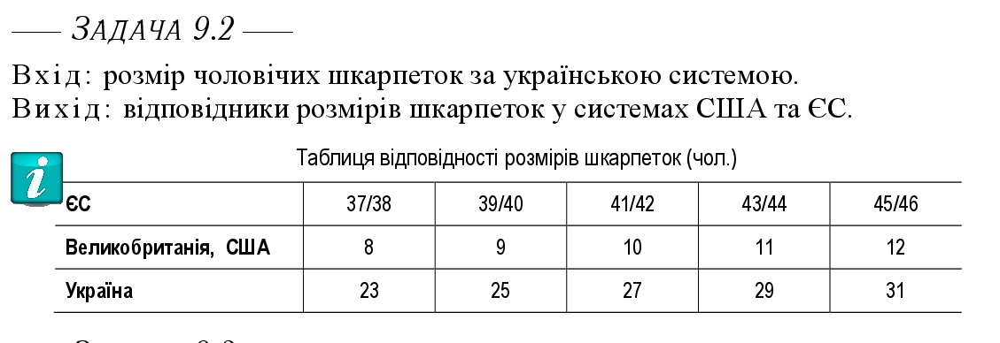 ЗАДАЧА 9.2
Вхід: розмір чоловічих шкарпеток за українською системою.
Вихід: відповідники розмірів шкарпеток у системах США та ЄС.
Таблиця відповідності розмірів шкарпеток (чол.)
ЄС 37/38 39/40 41/42 43/44 45/46
Великобританія, США 8 9 10 11 12
Україна 23 25 27 29 31